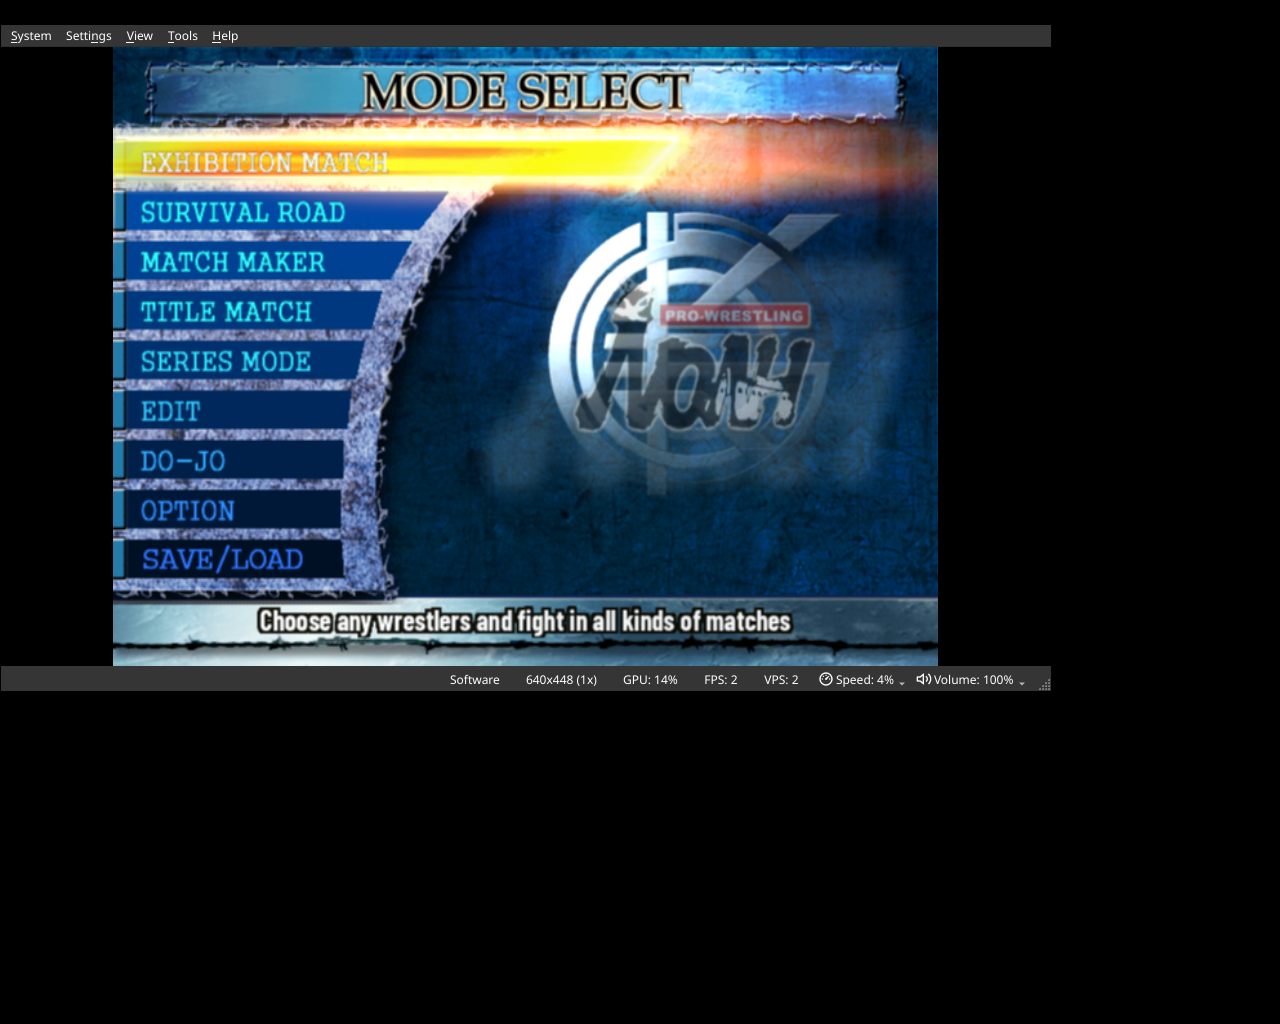 System Settings View Tools Help
MODE SELECT
EXHIBITION MATCH
SURVIVAL ROAD
MATCH MAKER
TITLE MATCH
SERIES MODE
EDIT
DO-JO
OPTION
SAVE/LOAD
PRO-WRESTLING
Choose any wrestlers and fight in all kinds of matches
Software 640x448 (1x) GPU: 14% FPS: 2 VPS: 2 Speed: 4% Volume: 100%